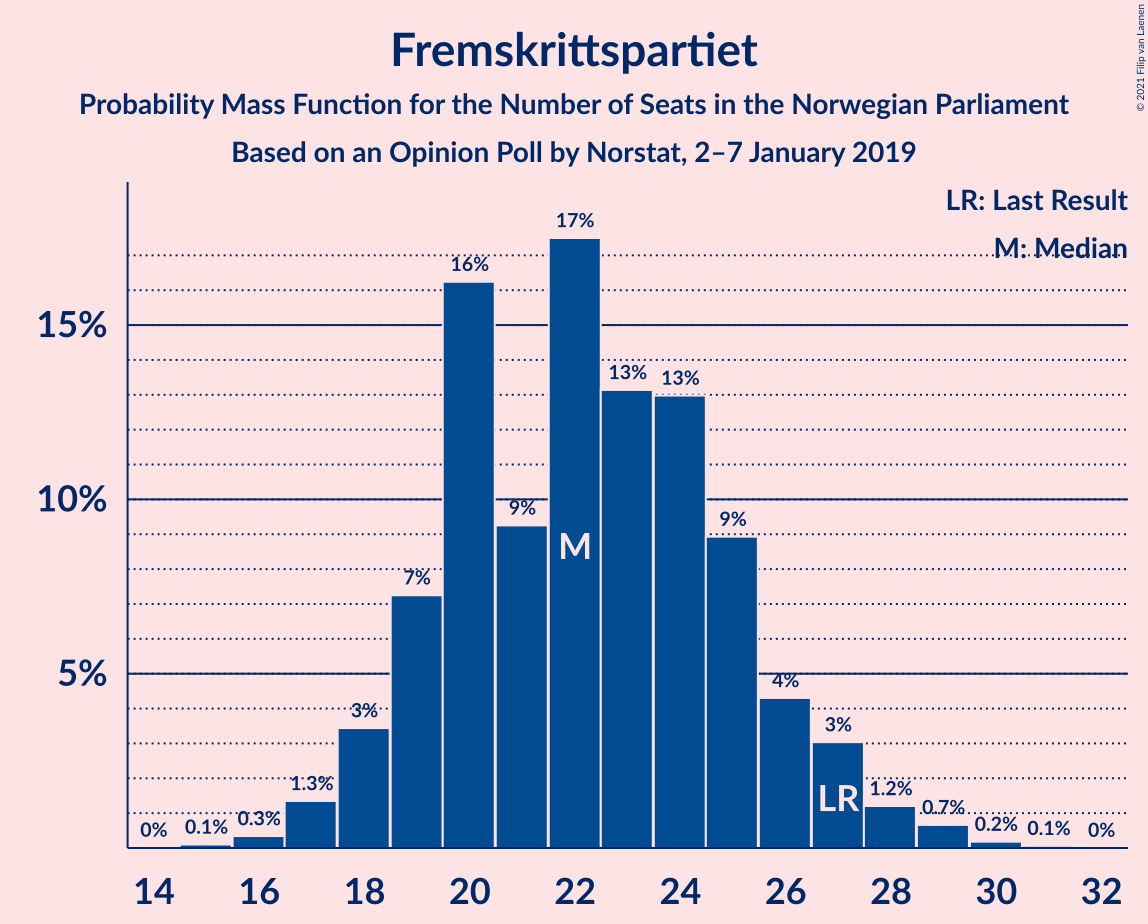 Fremskrittspartiet
Probability Mass Function for the Number of Seats in the Norwegian Parliament
Based on an Opinion Poll by Norstat, 2–7 January 2019
© 2021 Filip van Laenen
LR: Last Result
M: Median
15%
10%
5%
0%
0.1%
0.3%
1.3%
3%
7%
16%
9%
17%
13%
13%
9%
4%
3%
1.2%
0.7%
0.2%
0.1%
0%
M
LR
14 16 18 20 22 24 26 28 30 32